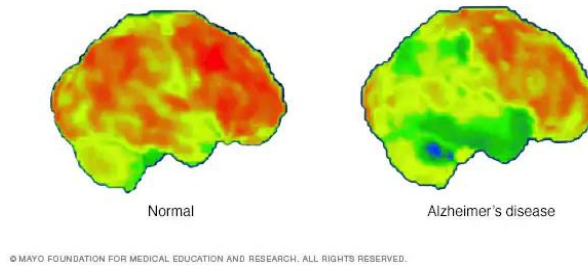 Normal
Alzheimer's disease
© MAYO FOUNDATION FOR MEDICAL EDUCATION AND RESEARCH. ALL RIGHTS RESERVED.